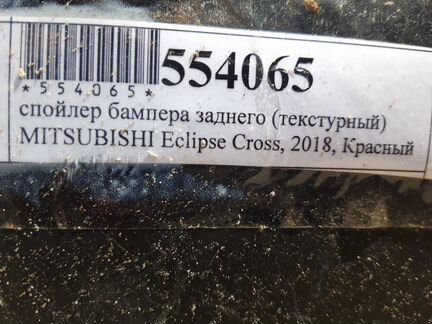 554065
*554065*
спойлер бампера заднего (текстурный)
MITSUBISHI Eclipse Cross, 2018, Красный